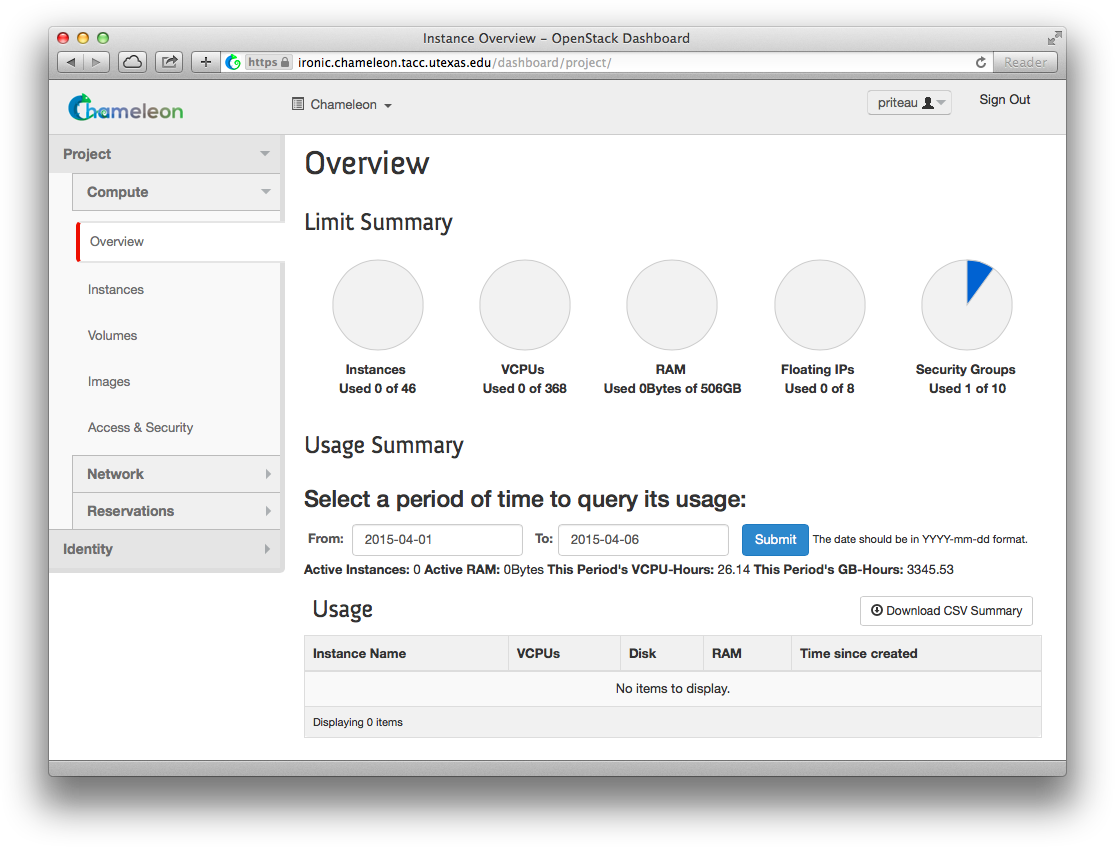 Instance Overview – OpenStack Dashboard
https ironic.chameleon.tacc.utexas.edu/dashboard/project/
Reader
Chameleon
Chameleon
priteau
Sign Out
Project
Compute
Overview
Instances
Volumes
Images
Access & Security
Network
Reservations
Identity
Overview
Limit Summary
Instances
Used 0 of 46
VCPUs
Used 0 of 368
RAM
Used 0Bytes of 506GB
Floating IPs
Used 0 of 8
Security Groups
Used 1 of 10
Usage Summary
Select a period of time to query its usage:
From: 2015-04-01 To: 2015-04-06 Submit The date should be in YYYY-mm-dd format.
Active Instances: 0 Active RAM: 0Bytes This Period's VCPU-Hours: 26.14 This Period's GB-Hours: 3345.53
Usage
Download CSV Summary
Instance Name VCPUs Disk RAM Time since created
No items to display.
Displaying 0 items